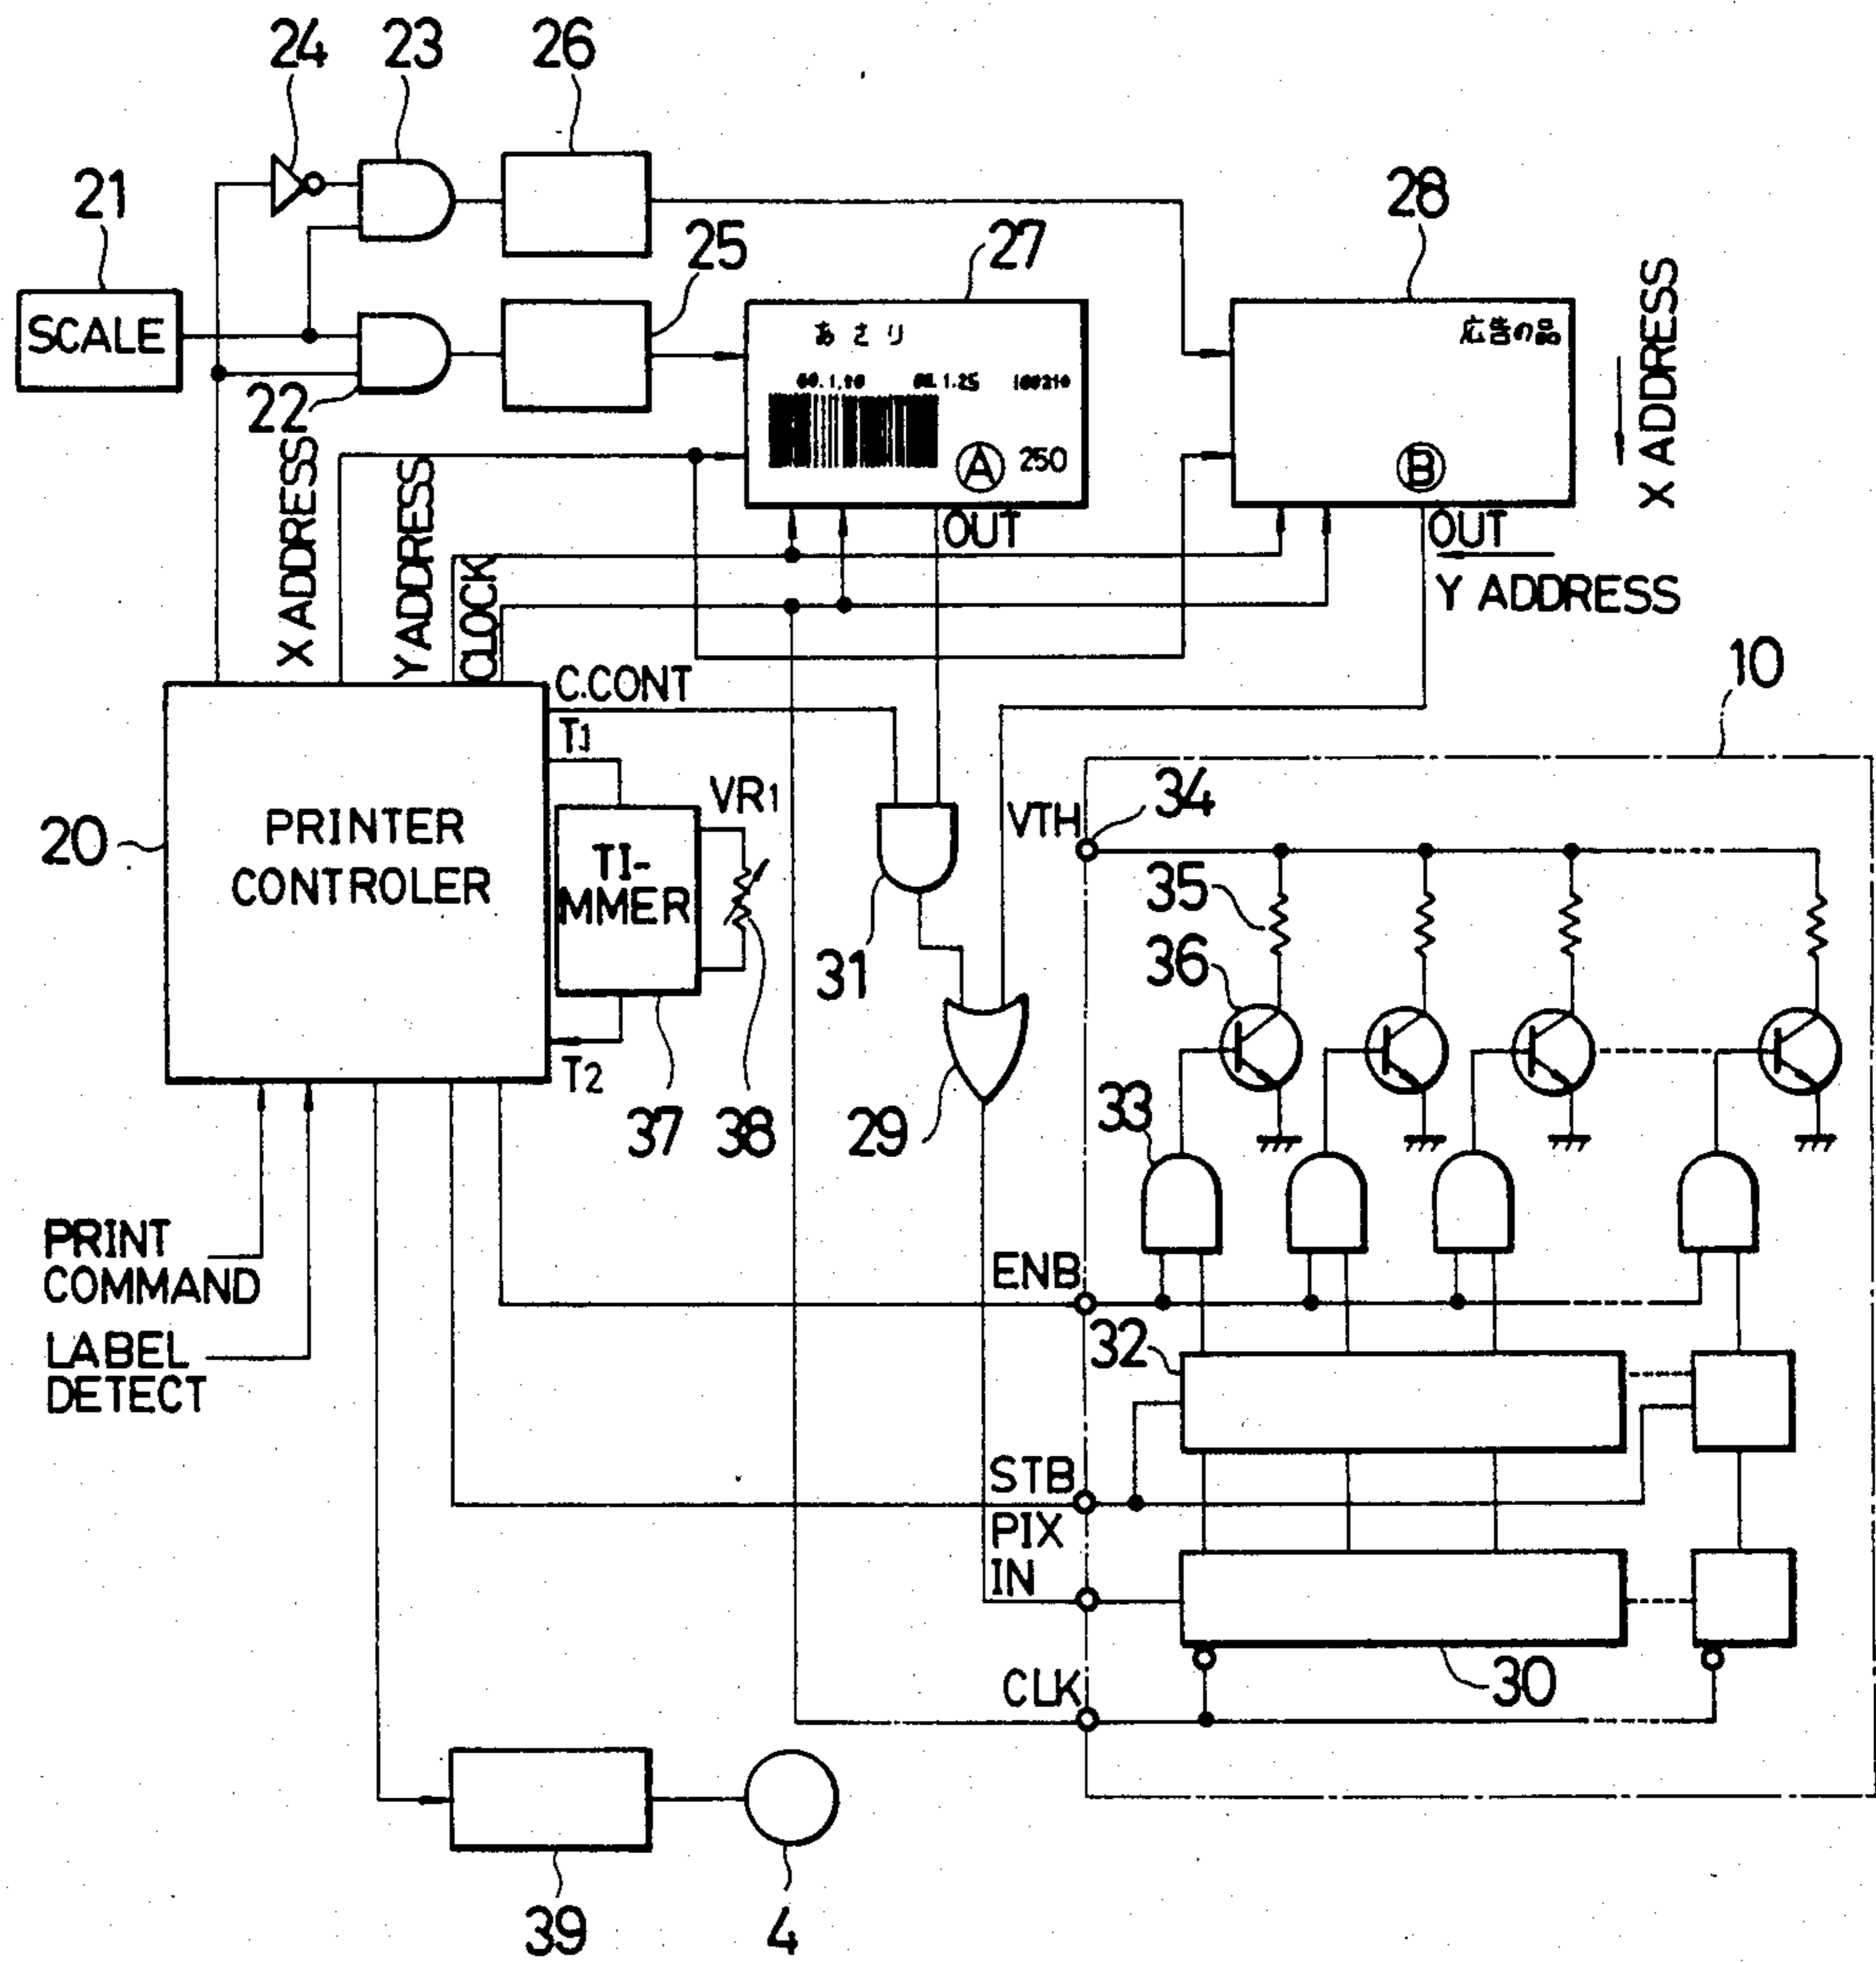 24
23
26
21
25
27
28
SCALE
22
あさり
250
A
広告の品
B
X ADDRESS
OUT
OUT
Y ADDRESS
X ADDRESS
Y ADDRESS
CLOCK
C.CONT
T1
VR1
10
20
PRINTER
CONTROLER
TI-
MMER
VTH
34
35
31
36
T2
37
38
29
33
PRINT
COMMAND
ENB
LABEL
DETECT
32
STB
PIX
IN
CLK
30
39
4